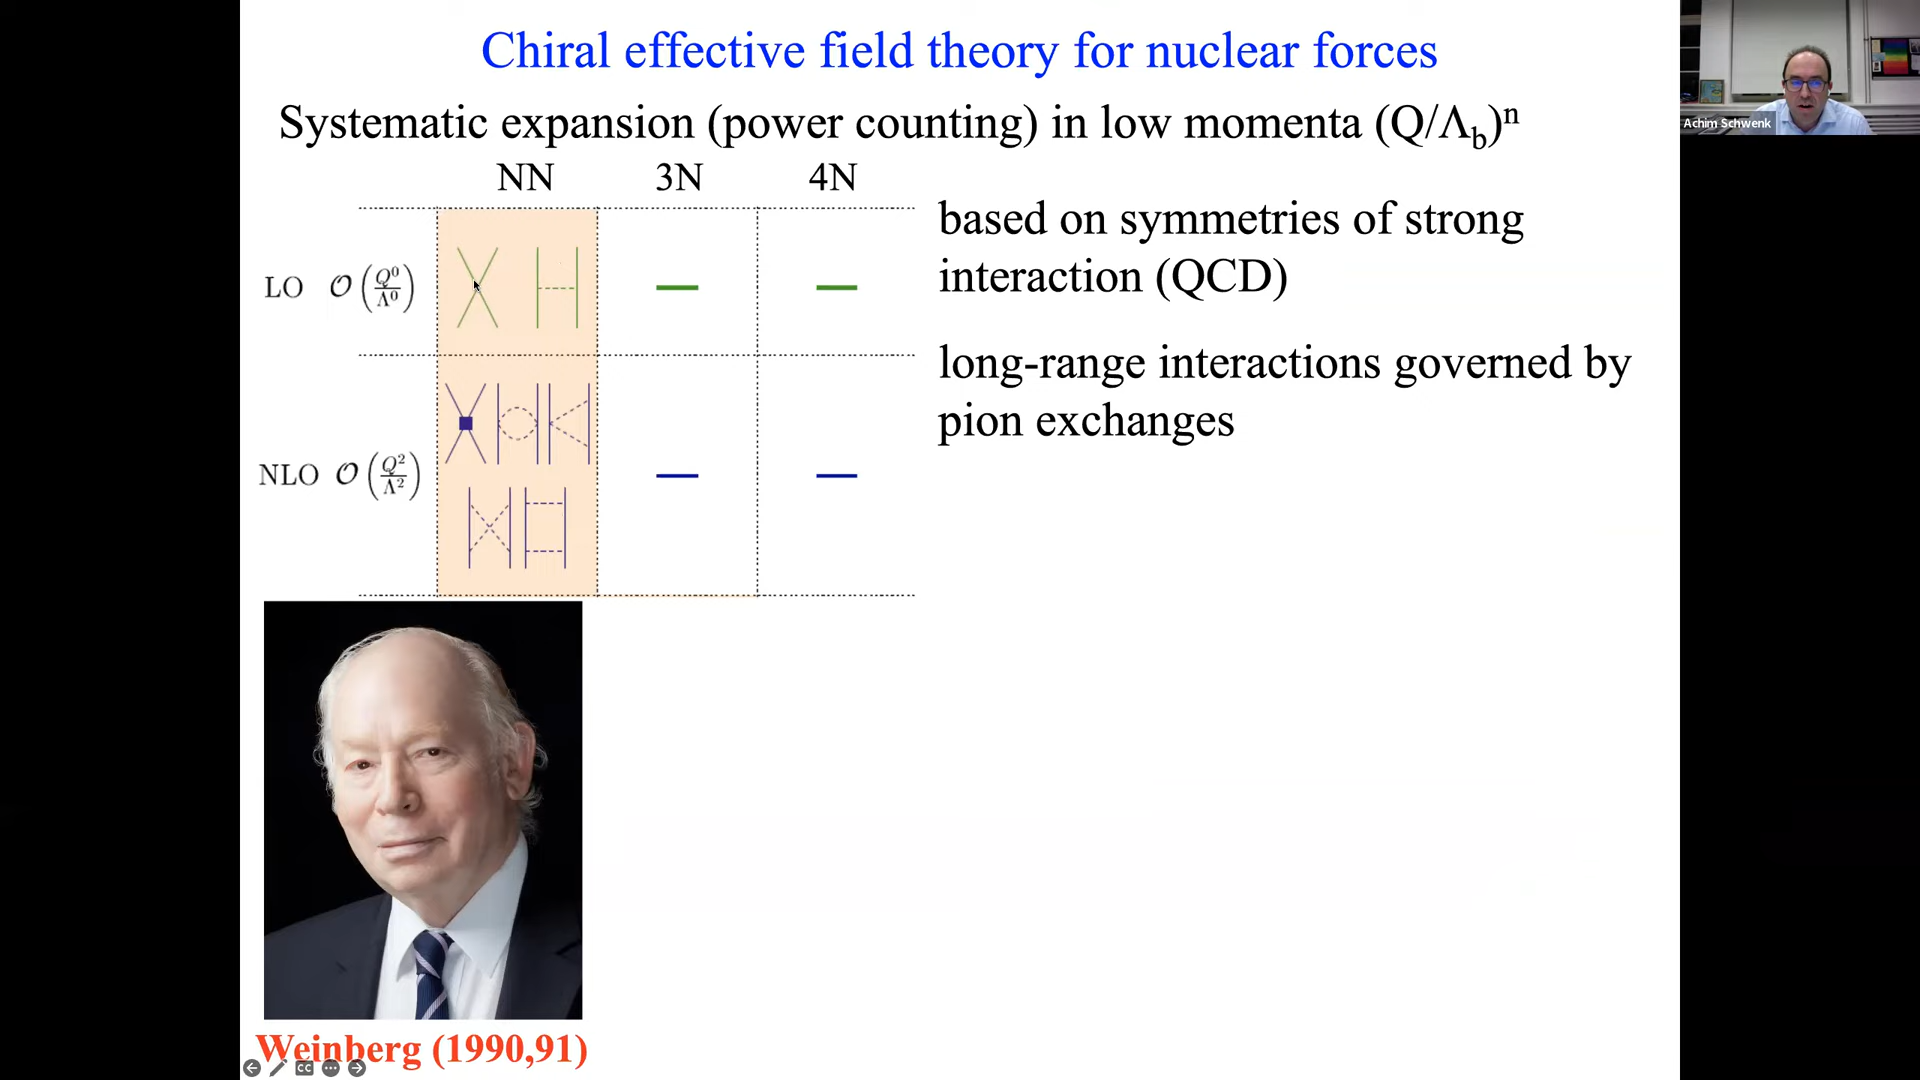 Chiral effective field theory for nuclear forces
Achim Schwenk
Systematic expansion (power counting) in low momenta (Q/Λb)ⁿ
NN 3N 4N
based on symmetries of strong
interaction (QCD)
LO 𝒪(Q⁰/Λ⁰)
long-range interactions governed by
pion exchanges
NLO 𝒪(Q²/Λ²)
Weinberg (1990,91)
CC